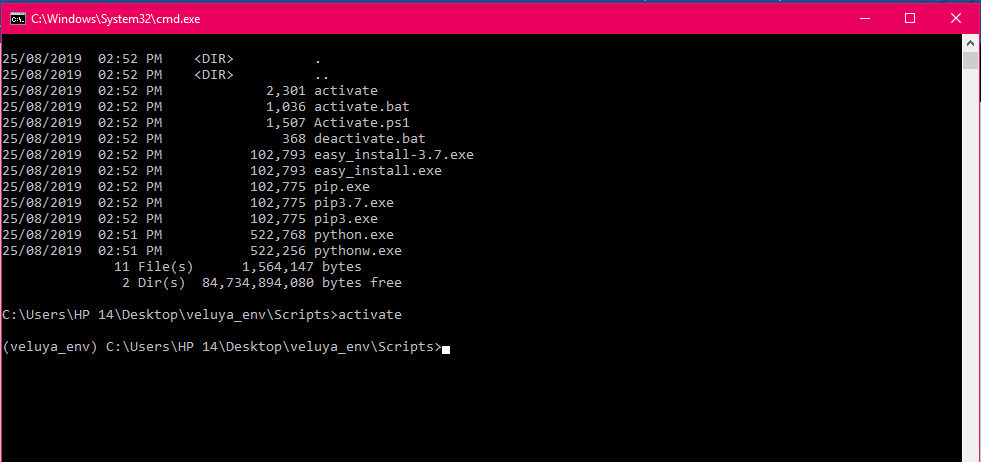 C:\Windows\System32\cmd.exe
25/08/2019  02:52 PM    <DIR>          .
25/08/2019  02:52 PM    <DIR>          ..
25/08/2019  02:52 PM             2,301 activate
25/08/2019  02:52 PM             1,036 activate.bat
25/08/2019  02:52 PM             1,507 Activate.ps1
25/08/2019  02:52 PM               368 deactivate.bat
25/08/2019  02:52 PM           102,793 easy_install-3.7.exe
25/08/2019  02:52 PM           102,793 easy_install.exe
25/08/2019  02:52 PM           102,775 pip.exe
25/08/2019  02:52 PM           102,775 pip3.7.exe
25/08/2019  02:52 PM           102,775 pip3.exe
25/08/2019  02:51 PM           522,768 python.exe
25/08/2019  02:51 PM           522,256 pythonw.exe
              11 File(s)      1,564,147 bytes
               2 Dir(s)  84,734,894,080 bytes free
C:\Users\HP 14\Desktop\veluya_env\Scripts>activate
(veluya_env) C:\Users\HP 14\Desktop\veluya_env\Scripts>